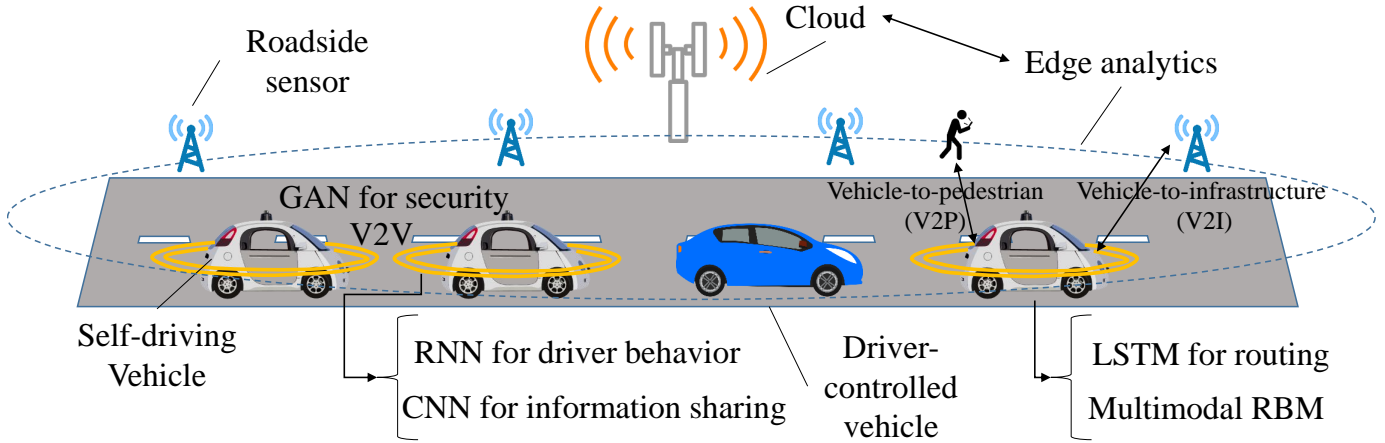 Cloud
Roadside
sensor
Edge analytics
GAN for security
V2V
Vehicle-to-pedestrian
(V2P)
Vehicle-to-infrastructure
(V2I)
Self-driving
Vehicle
RNN for driver behavior
CNN for information sharing
Driver-
controlled
vehicle
LSTM for routing
Multimodal RBM